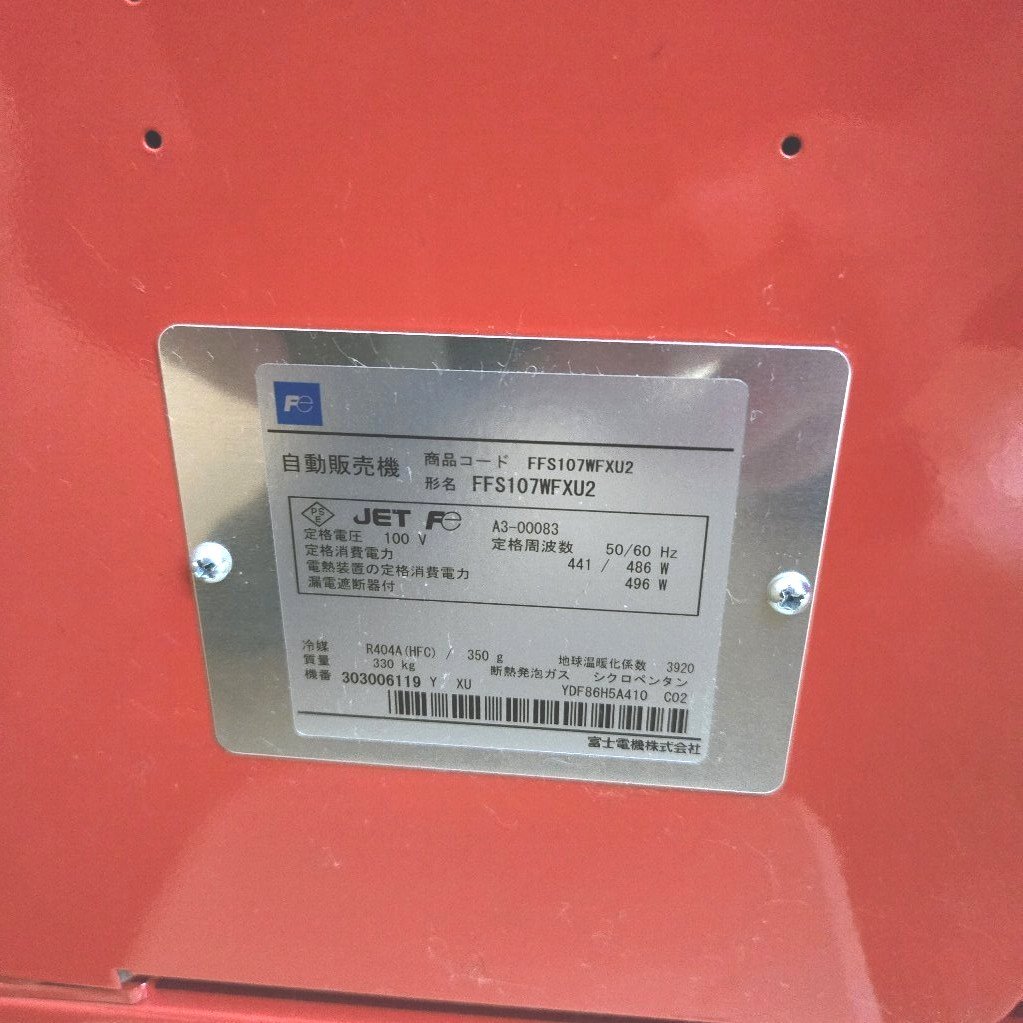 Fe
自動販売機 商品コード FFS107WFXU2
形名 FFS107WFXU2
PSE JET Fe A3-00083
定格電圧 100 V 定格周波数 50/60 Hz
定格消費電力 441 / 486 W
電熱装置の定格消費電力 496 W
漏電遮断器付
冷媒 R404A(HFC) / 350 g 地球温暖化係数 3920
質量 330 kg 断熱発泡ガス シクロペンタン
機番 303006119 Y XU YDF86H5A410 C02
富士電機株式会社